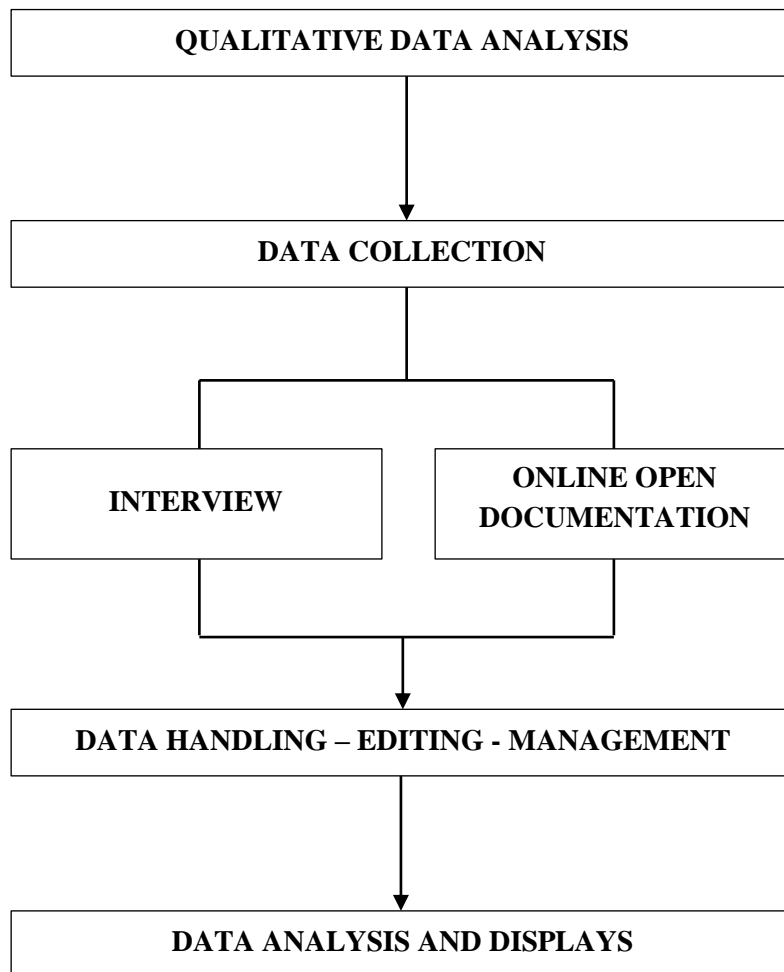 QUALITATIVE DATA ANALYSIS
DATA COLLECTION
INTERVIEW
ONLINE OPEN
DOCUMENTATION
DATA HANDLING – EDITING - MANAGEMENT
DATA ANALYSIS AND DISPLAYS